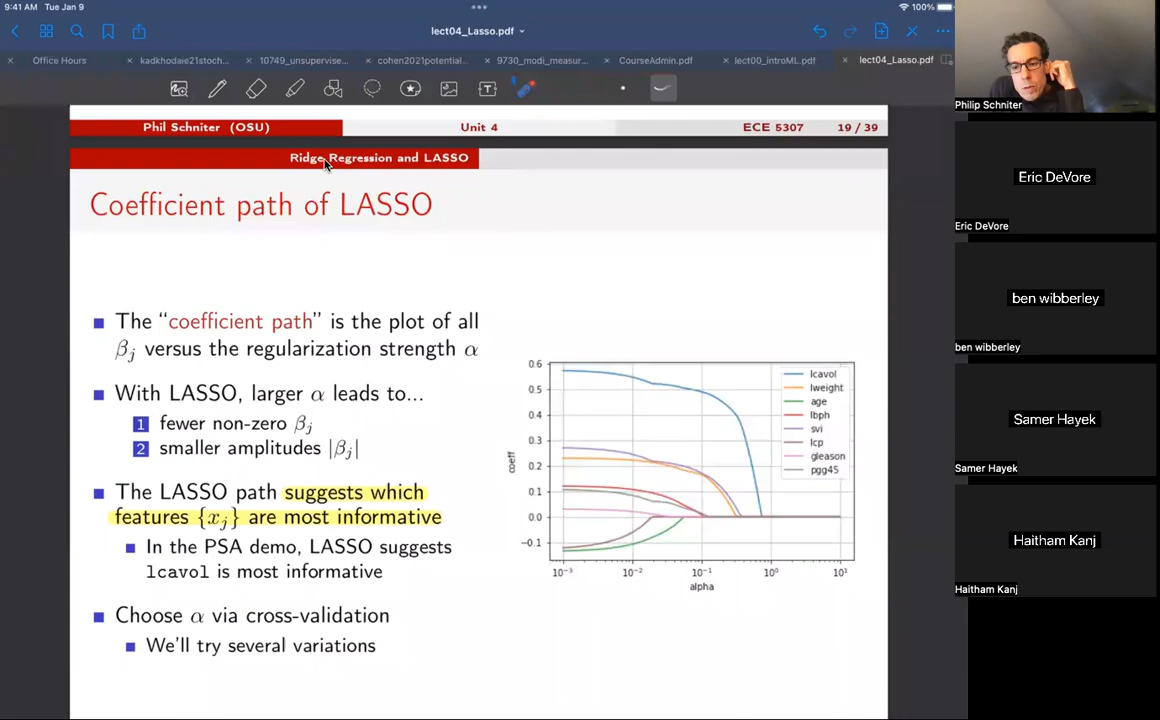 9:41 AM Tue Jan 9
100%
lect04_Lasso.pdf
Office Hours
kadkhodaie21stoch...
10749_unsupervise...
cohen2021potential...
9730_modi_measur...
CourseAdmin.pdf
lect00_introML.pdf
lect04_Lasso.pdf
Phil Schniter (OSU)
Unit 4
ECE 5307
19 / 39
Ridge Regression and LASSO
Coefficient path of LASSO
The “coefficient path” is the plot of all
βj versus the regularization strength α
With LASSO, larger α leads to...
1 fewer non-zero βj
2 smaller amplitudes |βj|
The LASSO path suggests which
features {xj} are most informative
In the PSA demo, LASSO suggests
lcavol is most informative
Choose α via cross-validation
We’ll try several variations
coeff
0.6
0.5
0.4
0.3
0.2
0.1
0.0
−0.1
10⁻³
10⁻²
10⁻¹
10⁰
10¹
alpha
lcavol
lweight
age
lbph
svi
lcp
gleason
pgg45
Philip Schniter
Eric DeVore
Eric DeVore
ben wibberley
ben wibberley
Samer Hayek
Samer Hayek
Haitham Kanj
Haitham Kanj